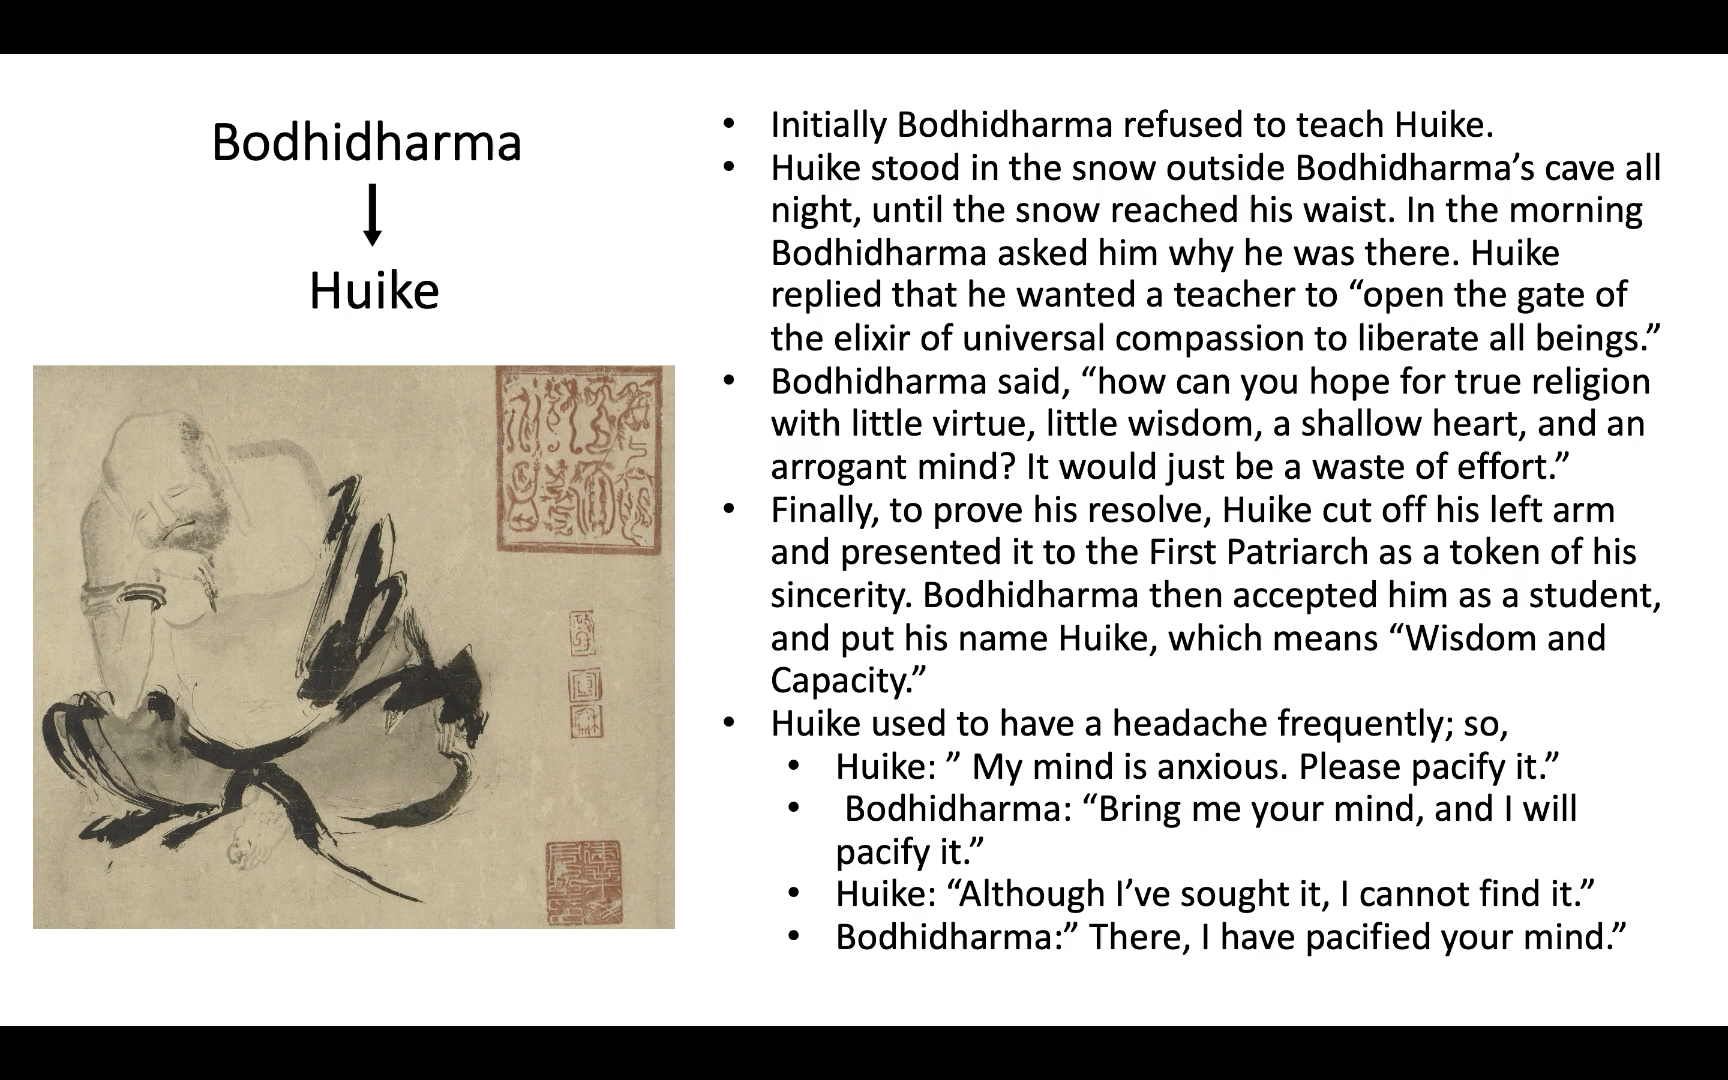 Bodhidharma
Huike
• Initially Bodhidharma refused to teach Huike.
• Huike stood in the snow outside Bodhidharma’s cave all
night, until the snow reached his waist. In the morning
Bodhidharma asked him why he was there. Huike
replied that he wanted a teacher to “open the gate of
the elixir of universal compassion to liberate all beings.”
• Bodhidharma said, “how can you hope for true religion
with little virtue, little wisdom, a shallow heart, and an
arrogant mind? It would just be a waste of effort.”
• Finally, to prove his resolve, Huike cut off his left arm
and presented it to the First Patriarch as a token of his
sincerity. Bodhidharma then accepted him as a student,
and put his name Huike, which means “Wisdom and
Capacity.”
• Huike used to have a headache frequently; so,
• Huike: ” My mind is anxious. Please pacify it.”
• Bodhidharma: “Bring me your mind, and I will
pacify it.”
• Huike: “Although I’ve sought it, I cannot find it.”
• Bodhidharma:” There, I have pacified your mind.”